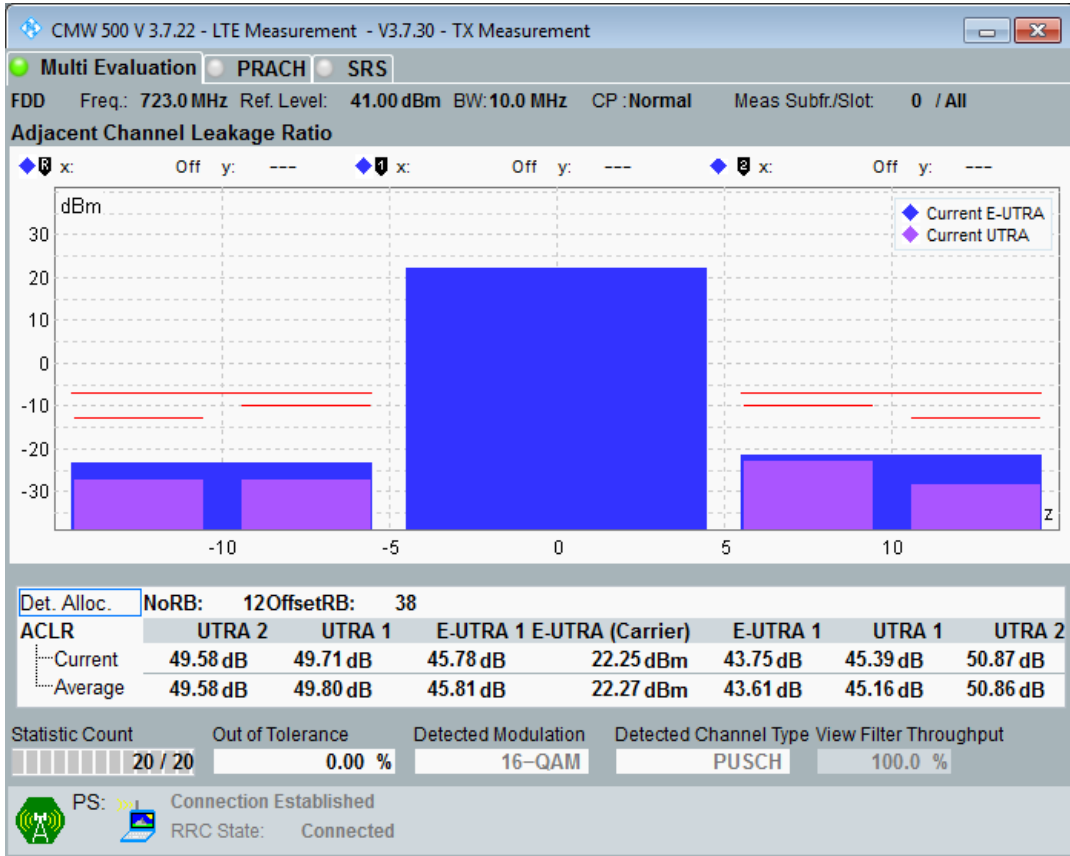 CMW 500 V 3.7.22 - LTE Measurement - V3.7.30 - TX Measurement
Multi Evaluation PRACH SRS
FDD Freq.: 723.0 MHz Ref. Level: 41.00 dBm BW: 10.0 MHz CP : Normal Meas Subfr./Slot: 0 / All
Adjacent Channel Leakage Ratio
R x: Off y: --- 1 x: Off y: --- 2 x: Off y: ---
dBm
Current E-UTRA
Current UTRA
30
20
10
0
-10
-20
-30
z
-10 -5 0 5 10
Det. Alloc. NoRB: 12 OffsetRB: 38
ACLR UTRA 2 UTRA 1 E-UTRA 1 E-UTRA (Carrier) E-UTRA 1 UTRA 1 UTRA 2
Current 49.58 dB 49.71 dB 45.78 dB 22.25 dBm 43.75 dB 45.39 dB 50.87 dB
Average 49.58 dB 49.80 dB 45.81 dB 22.27 dBm 43.61 dB 45.16 dB 50.86 dB
Statistic Count Out of Tolerance Detected Modulation Detected Channel Type View Filter Throughput
20 / 20 0.00 % 16-QAM PUSCH 100.0 %
PS: Connection Established
RRC State: Connected